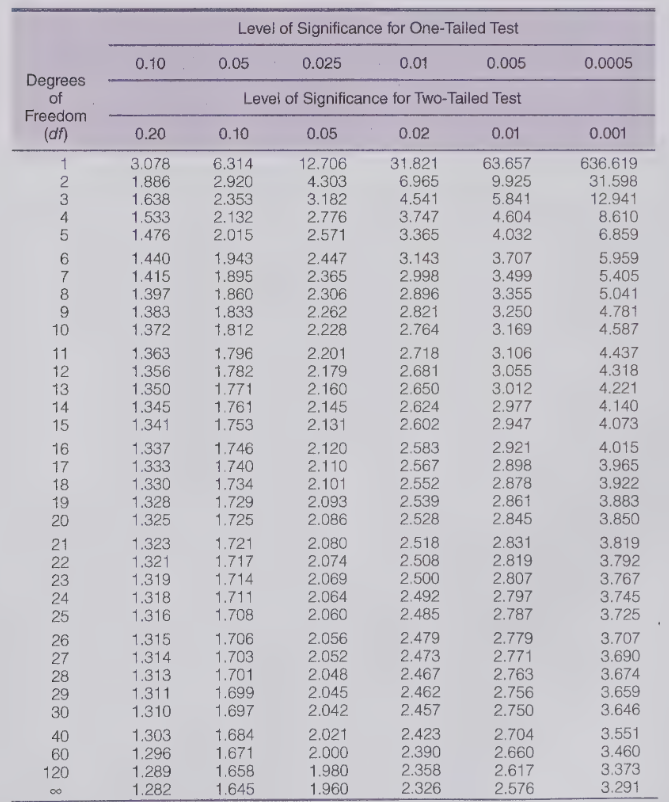 Level of Significance for One-Tailed Test
0.10 0.05 0.025 0.01 0.005 0.0005
Degrees of Freedom (df)
Level of Significance for Two-Tailed Test
0.20 0.10 0.05 0.02 0.01 0.001
1 3.078 6.314 12.706 31.821 63.657 636.619
2 1.886 2.920 4.303 6.965 9.925 31.598
3 1.638 2.353 3.182 4.541 5.841 12.941
4 1.533 2.132 2.776 3.747 4.604 8.610
5 1.476 2.015 2.571 3.365 4.032 6.859
6 1.440 1.943 2.447 3.143 3.707 5.959
7 1.415 1.895 2.365 2.998 3.499 5.405
8 1.397 1.860 2.306 2.896 3.355 5.041
9 1.383 1.833 2.262 2.821 3.250 4.781
10 1.372 1.812 2.228 2.764 3.169 4.587
11 1.363 1.796 2.201 2.718 3.106 4.437
12 1.356 1.782 2.179 2.681 3.055 4.318
13 1.350 1.771 2.160 2.650 3.012 4.221
14 1.345 1.761 2.145 2.624 2.977 4.140
15 1.341 1.753 2.131 2.602 2.947 4.073
16 1.337 1.746 2.120 2.583 2.921 4.015
17 1.333 1.740 2.110 2.567 2.898 3.965
18 1.330 1.734 2.101 2.552 2.878 3.922
19 1.328 1.729 2.093 2.539 2.861 3.883
20 1.325 1.725 2.086 2.528 2.845 3.850
21 1.323 1.721 2.080 2.518 2.831 3.819
22 1.321 1.717 2.074 2.508 2.819 3.792
23 1.319 1.714 2.069 2.500 2.807 3.767
24 1.318 1.711 2.064 2.492 2.797 3.745
25 1.316 1.708 2.060 2.485 2.787 3.725
26 1.315 1.706 2.056 2.479 2.779 3.707
27 1.314 1.703 2.052 2.473 2.771 3.690
28 1.313 1.701 2.048 2.467 2.763 3.674
29 1.311 1.699 2.045 2.462 2.756 3.659
30 1.310 1.697 2.042 2.457 2.750 3.646
40 1.303 1.684 2.021 2.423 2.704 3.551
60 1.296 1.671 2.000 2.390 2.660 3.460
120 1.289 1.658 1.980 2.358 2.617 3.373
∞ 1.282 1.645 1.960 2.326 2.576 3.291